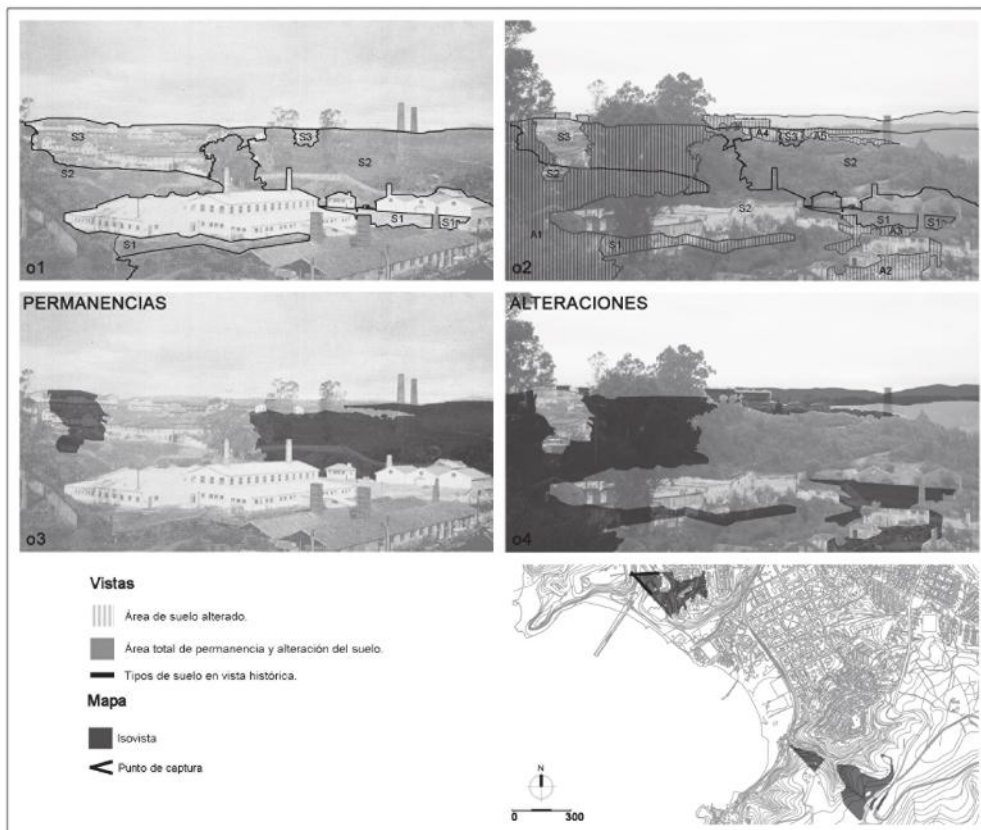 S3
S2
S2
S1
S1
S1
o1
S3
S2
A4
S3
A5
S2
S2
A1
S1
S1
S1
A3
A2
o2
PERMANENCIAS
o3
ALTERACIONES
o4
Vistas
Área de suelo alterado.
Área total de permanencia y alteración del suelo.
Tipos de suelo en vista histórica.
Mapa
Isovista
Punto de captura
N
0
300